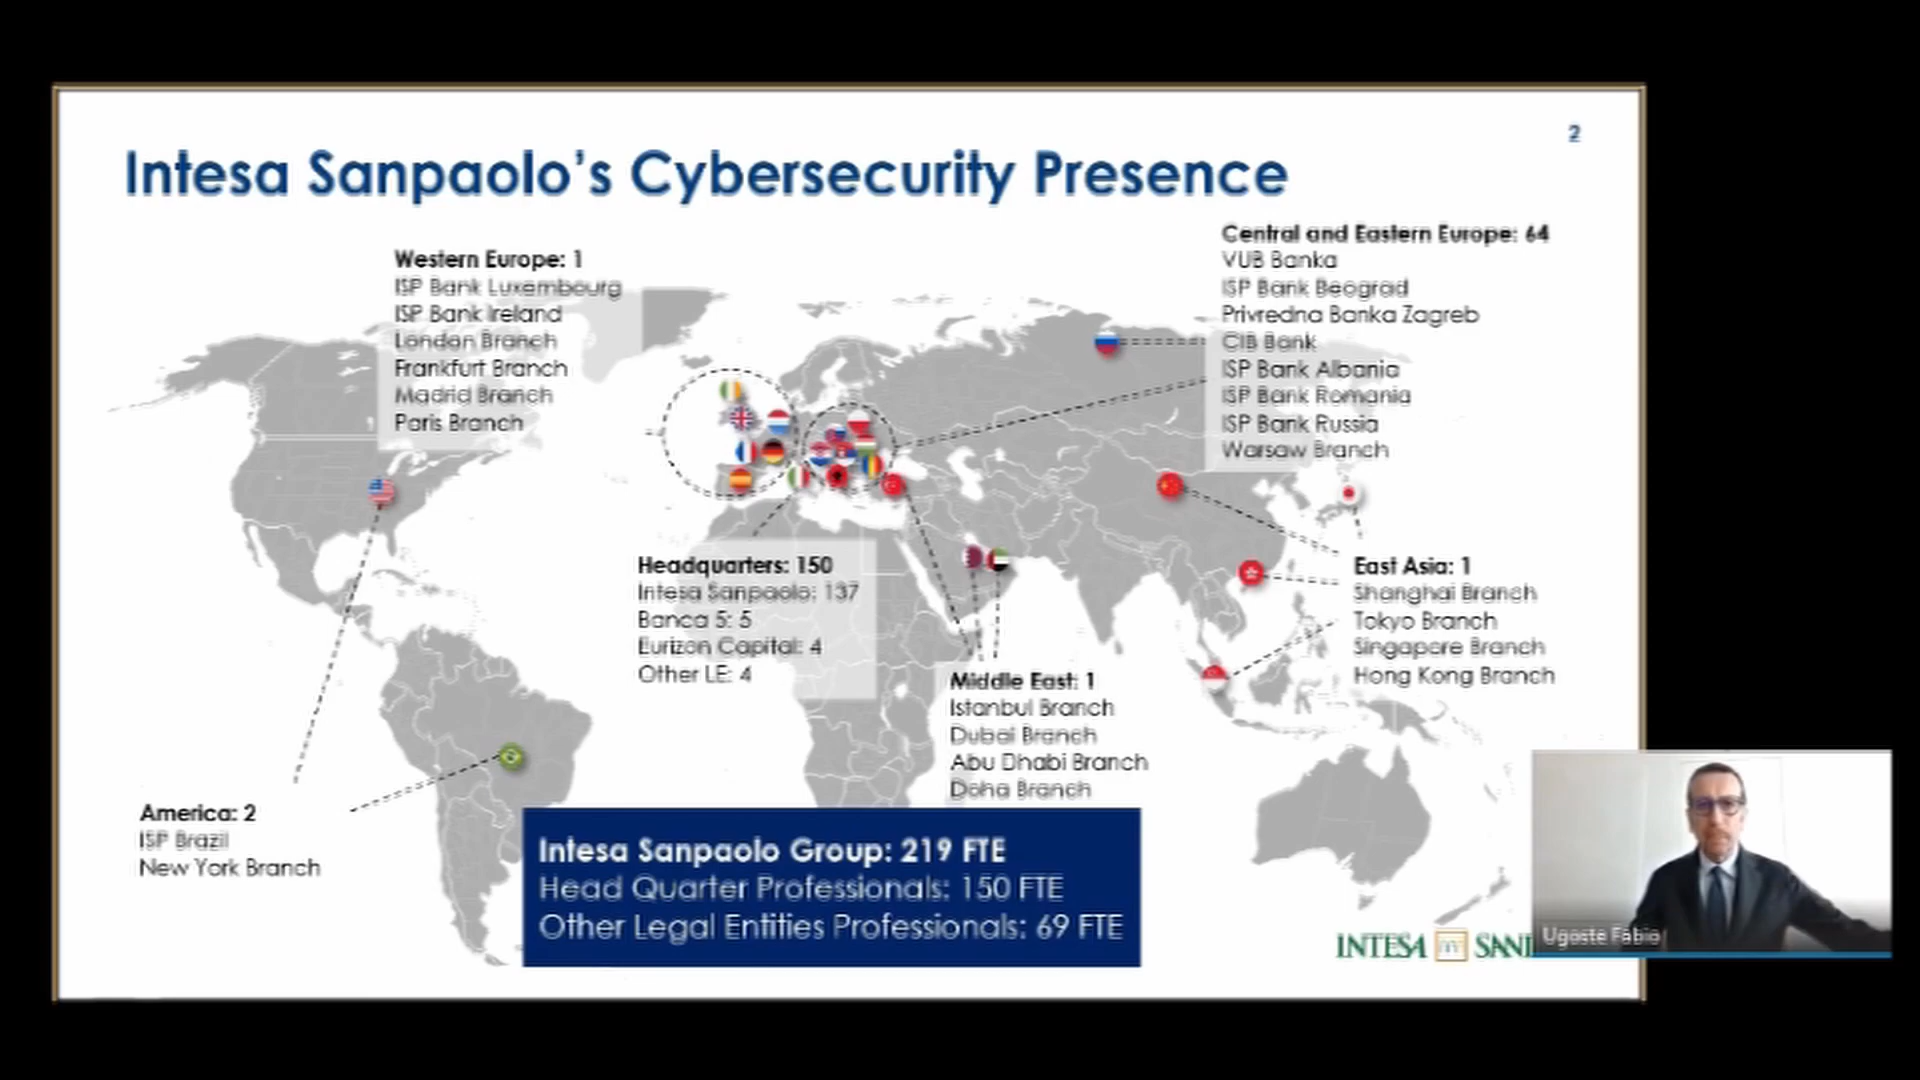 2
Intesa Sanpaolo's Cybersecurity Presence
Western Europe: 1
ISP Bank Luxembourg
ISP Bank Ireland
London Branch
Frankfurt Branch
Madrid Branch
Paris Branch
Central and Eastern Europe: 64
VUB Banka
ISP Bank Beograd
Privredna Banka Zagreb
CIB Bank
ISP Bank Albania
ISP Bank Romania
ISP Bank Russia
Warsaw Branch
Headquarters: 150
Intesa Sanpaolo: 137
Banca 5: 5
Eurizon Capital: 4
Other LE: 4
East Asia: 1
Shanghai Branch
Tokyo Branch
Singapore Branch
Hong Kong Branch
Middle East: 1
Istanbul Branch
Dubai Branch
Abu Dhabi Branch
Doha Branch
America: 2
ISP Brazil
New York Branch
Intesa Sanpaolo Group: 219 FTE
Head Quarter Professionals: 150 FTE
Other Legal Entities Professionals: 69 FTE
INTESA SAN
Ugoste Fabio